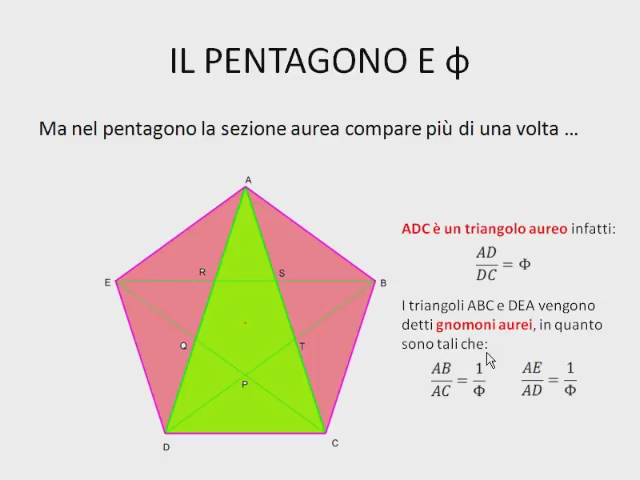 IL PENTAGONO E ϕ
Ma nel pentagono la sezione aurea compare più di una volta ...
A
ADC è un triangolo aureo infatti:
AD/DC = Φ
R
S
E
B
I triangoli ABC e DEA vengono
detti gnomoni aurei, in quanto
sono tali che:
Q
T
AB/AC = 1/Φ
AE/AD = 1/Φ
P
D
C